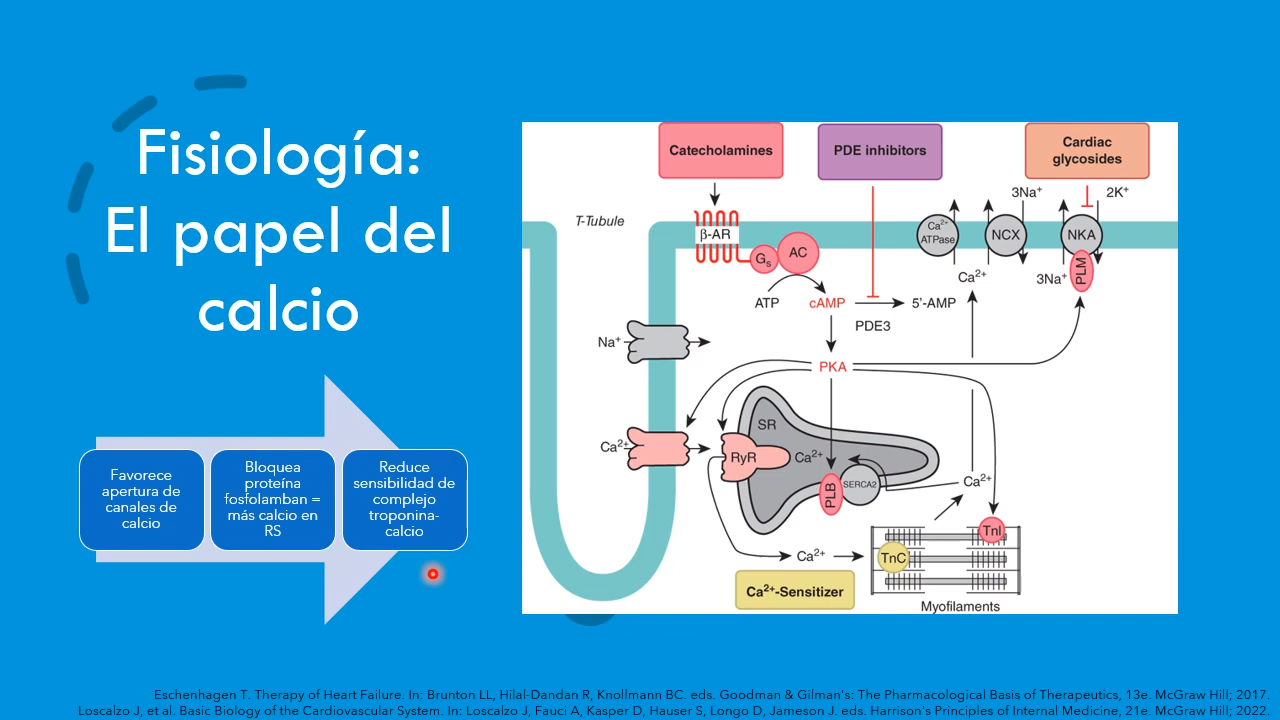 Fisiología:
El papel del
calcio
Favorece
apertura de
canales de
calcio
Bloquea
proteína
fosfolamban =
más calcio en
RS
Reduce
sensibilidad de
complejo
troponina-
calcio
Catecholamines
PDE inhibitors
Cardiac
glycosides
3Na⁺
2K⁺
T-Tubule
β-AR
Gₛ
AC
Ca²⁺
ATPase
NCX
NKA
PLM
Ca²⁺
3Na⁺
ATP
cAMP
5'-AMP
PDE3
Na⁺
PKA
Ca²⁺
SR
RyR
Ca²⁺
PLB
SERCA2
Ca²⁺
TnI
TnC
Ca²⁺
Ca²⁺-Sensitizer
Myofilaments
Eschenhagen T. Therapy of Heart Failure. In: Brunton LL, Hilal-Dandan R, Knollmann BC. eds. Goodman & Gilman's: The Pharmacological Basis of Therapeutics, 13e. McGraw Hill; 2017.
Loscalzo J, et al. Basic Biology of the Cardiovascular System. In: Loscalzo J, Fauci A, Kasper D, Hauser S, Longo D, Jameson J. eds. Harrison's Principles of Internal Medicine, 21e. McGraw Hill; 2022.